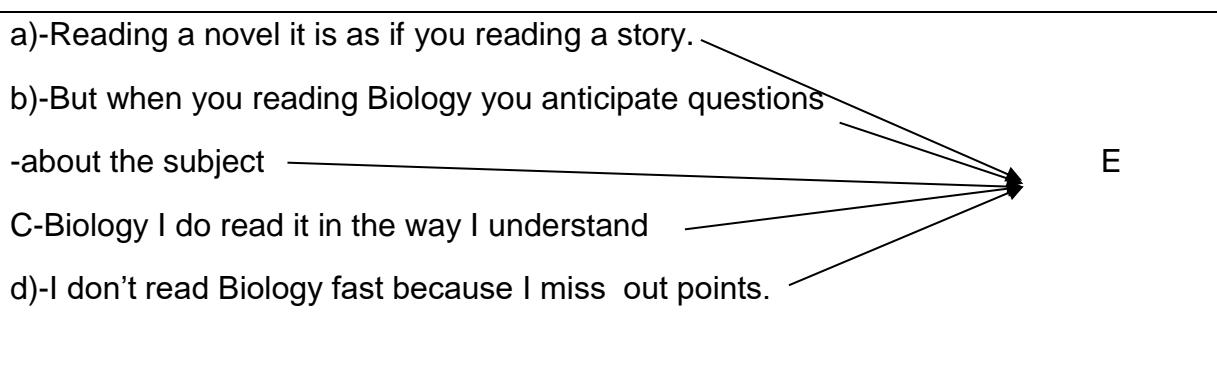 a)-Reading a novel it is as if you reading a story.
b)-But when you reading Biology you anticipate questions
-about the subject E
C-Biology I do read it in the way I understand
d)-I don’t read Biology fast because I miss out points.